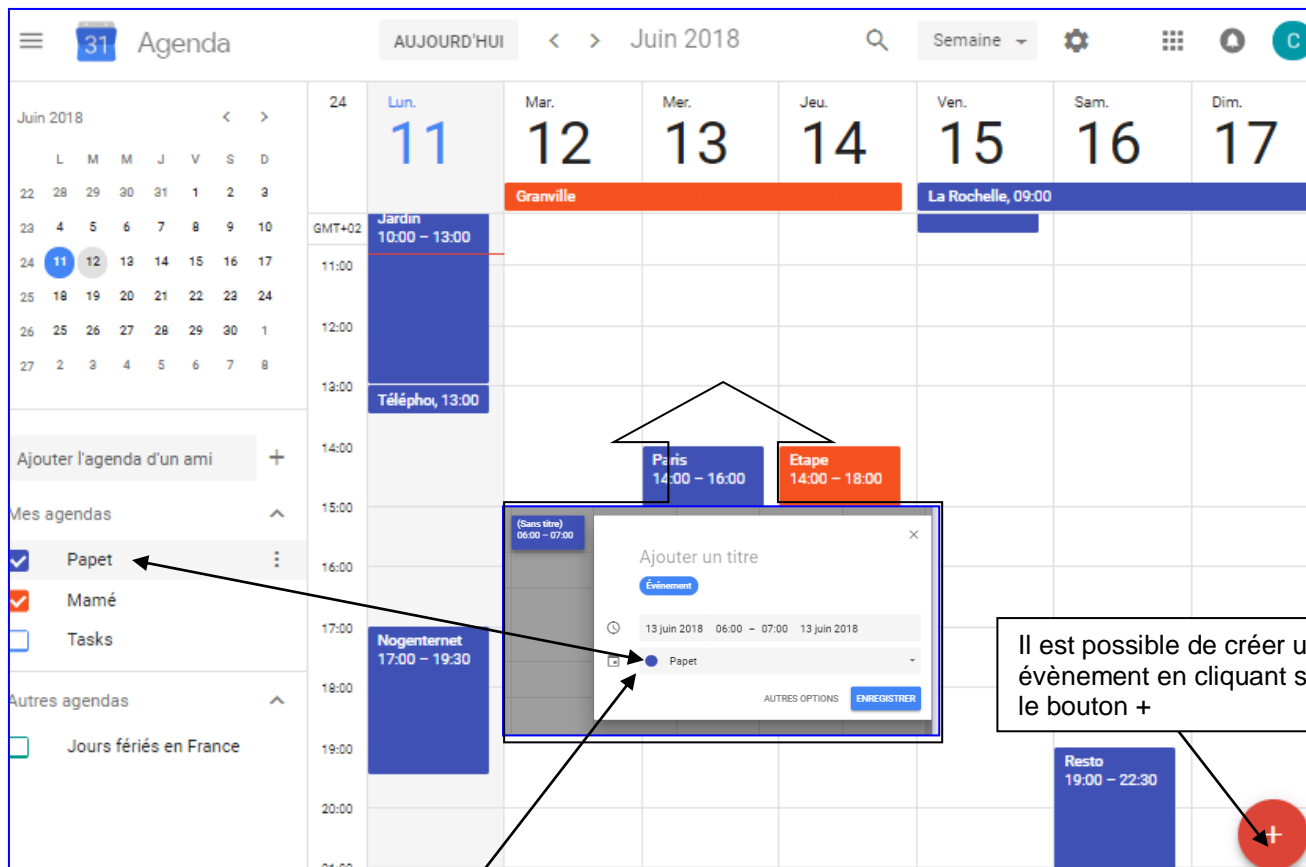 31 Agenda AUJOURD'HUI < > Juin 2018 Semaine C
Juin 2018 < >
L M M J V S D
22 28 29 30 31 1 2 3
23 4 5 6 7 8 9 10
24 11 12 13 14 15 16 17
25 18 19 20 21 22 23 24
26 25 26 27 28 29 30 1
27 2 3 4 5 6 7 8
Ajouter l'agenda d'un ami +
Mes agendas
Papet
Mamé
Tasks
Autres agendas
Jours fériés en France
24 Lun. Mar. Mer. Jeu. Ven. Sam. Dim.
11 12 13 14 15 16 17
Granville La Rochelle, 09:00
GMT+02
Jardin
10:00 – 13:00
11:00
12:00
13:00
Téléphoi, 13:00
14:00
Paris
14:00 – 16:00
Etape
14:00 – 18:00
15:00
(Sans titre)
06:00 – 07:00
×
Ajouter un titre
Événement
13 juin 2018 06:00 – 07:00 13 juin 2018
Papet
AUTRES OPTIONS ENREGISTRER
16:00
17:00
Nogenternet
17:00 – 19:30
18:00
Il est possible de créer u
évènement en cliquant s
le bouton +
19:00
Resto
19:00 – 22:30
20:00
+
21:00